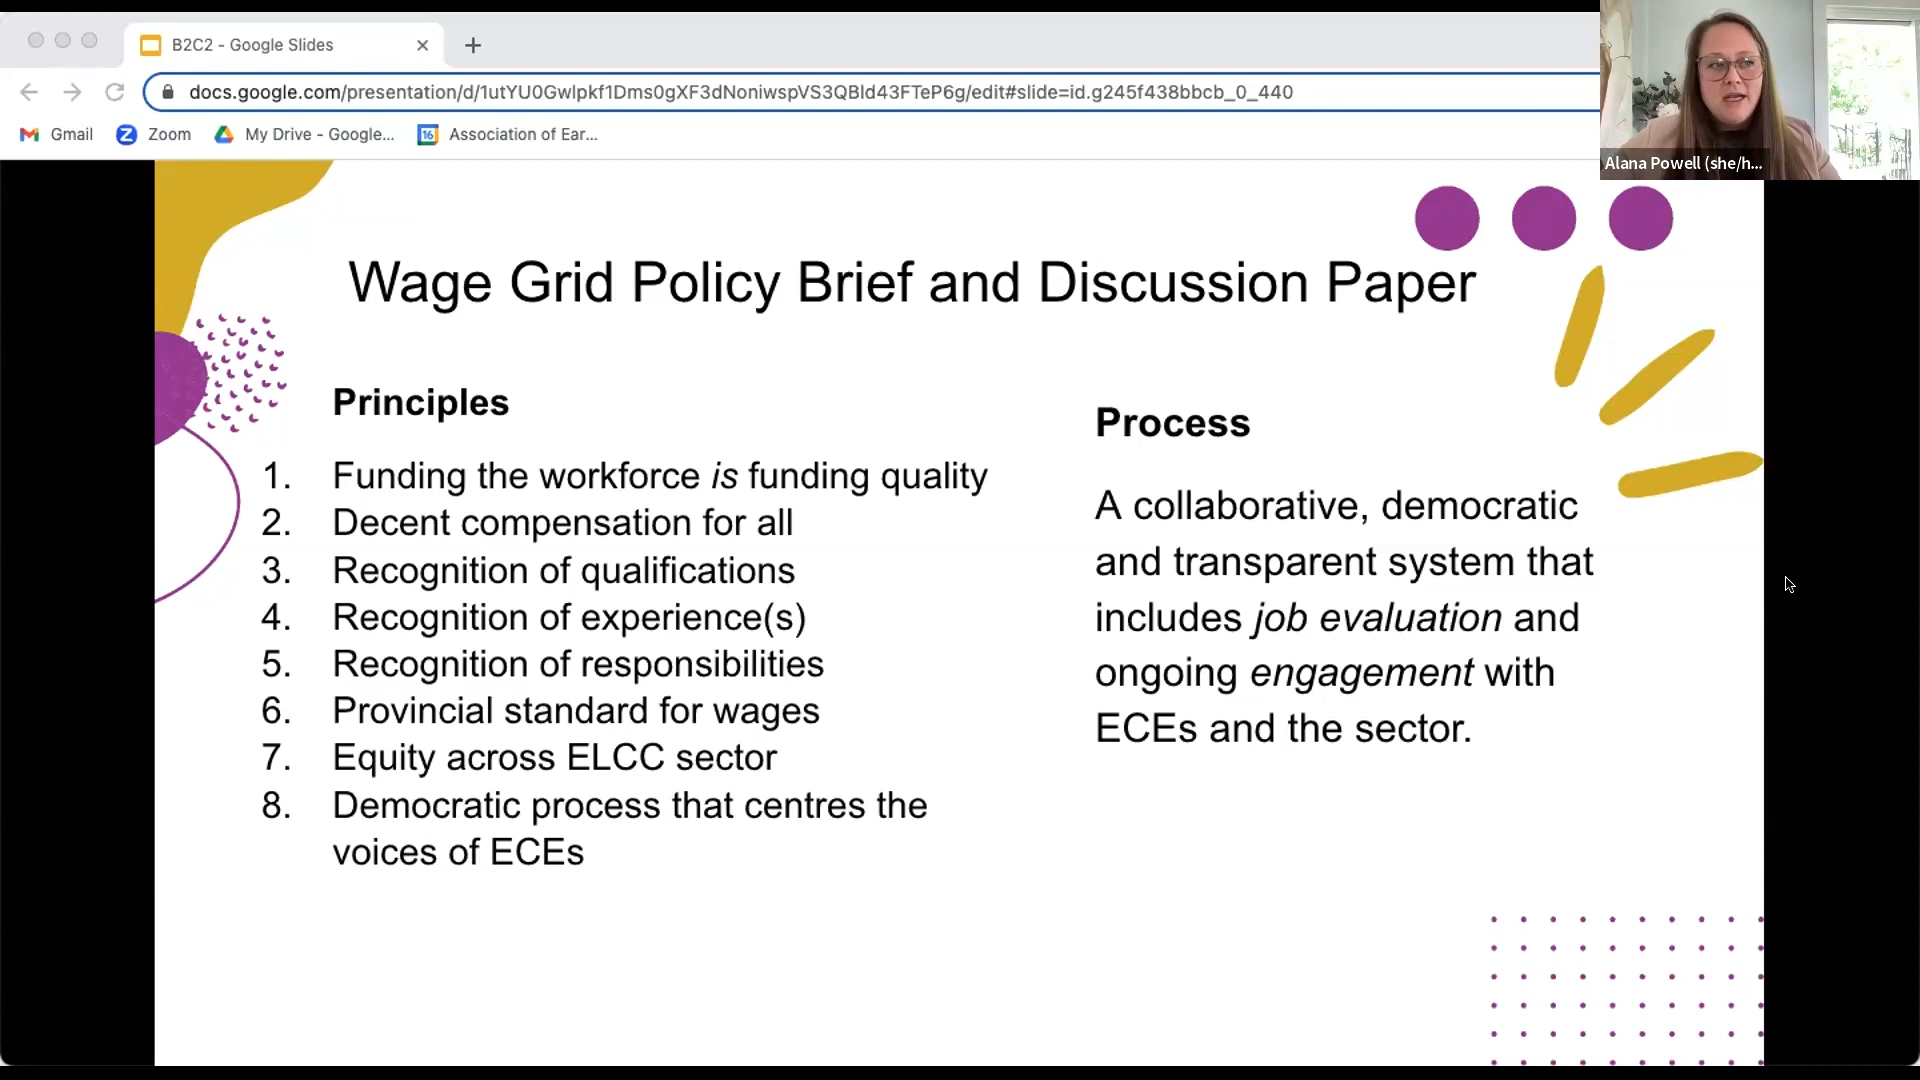 B2C2 - Google Slides
docs.google.com/presentation/d/1utYU0Gwlpkf1Dms0gXF3dNoniwspVS3QBld43FTeP6g/edit#slide=id.g245f438bbcb_0_440
Gmail Zoom My Drive - Google... 16 Association of Ear...
Alana Powell (she/h...
Wage Grid Policy Brief and Discussion Paper
Principles
1. Funding the workforce is funding quality
2. Decent compensation for all
3. Recognition of qualifications
4. Recognition of experience(s)
5. Recognition of responsibilities
6. Provincial standard for wages
7. Equity across ELCC sector
8. Democratic process that centres the
voices of ECEs
Process
A collaborative, democratic
and transparent system that
includes job evaluation and
ongoing engagement with
ECEs and the sector.